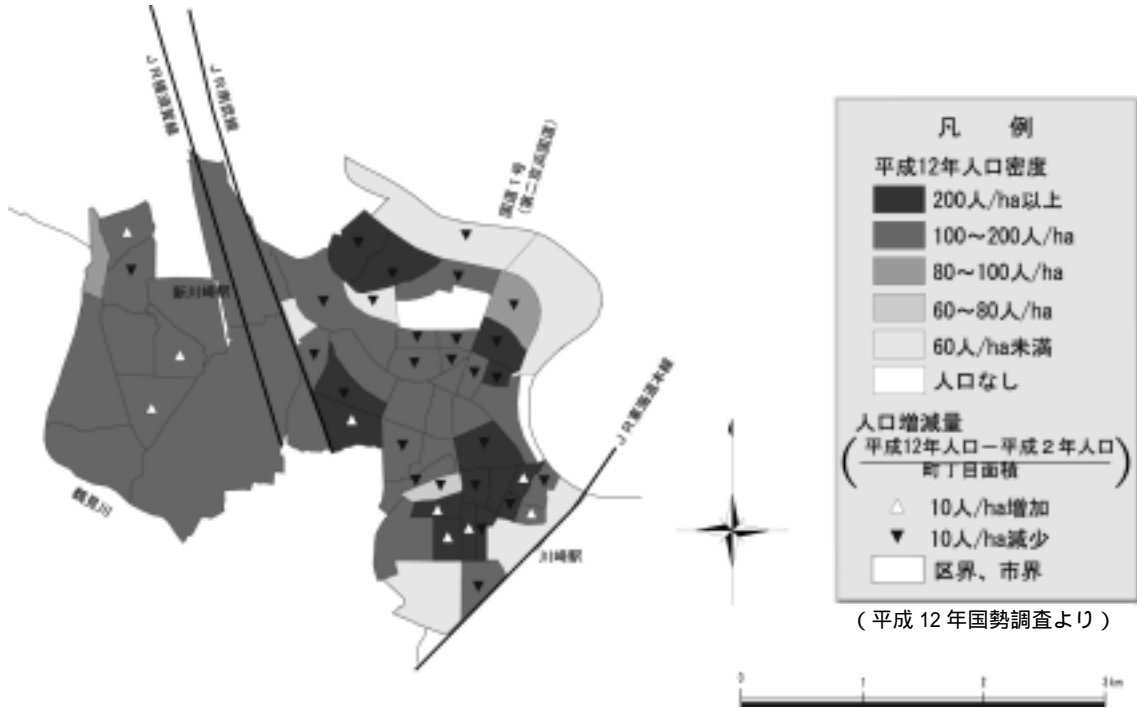 JR横須賀線
JR南武線
国道1号
(第二京浜国道)
新川崎駅
JR東海道本線
鶴見川
川崎駅
凡 例
平成12年人口密度
200人/ha以上
100～200人/ha
80～100人/ha
60～80人/ha
60人/ha未満
人口なし
人口増減量
平成12年人口－平成2年人口
町丁目面積
10人/ha増加
10人/ha減少
区界、市界
(平成12年国勢調査より)
0 1 2 3km